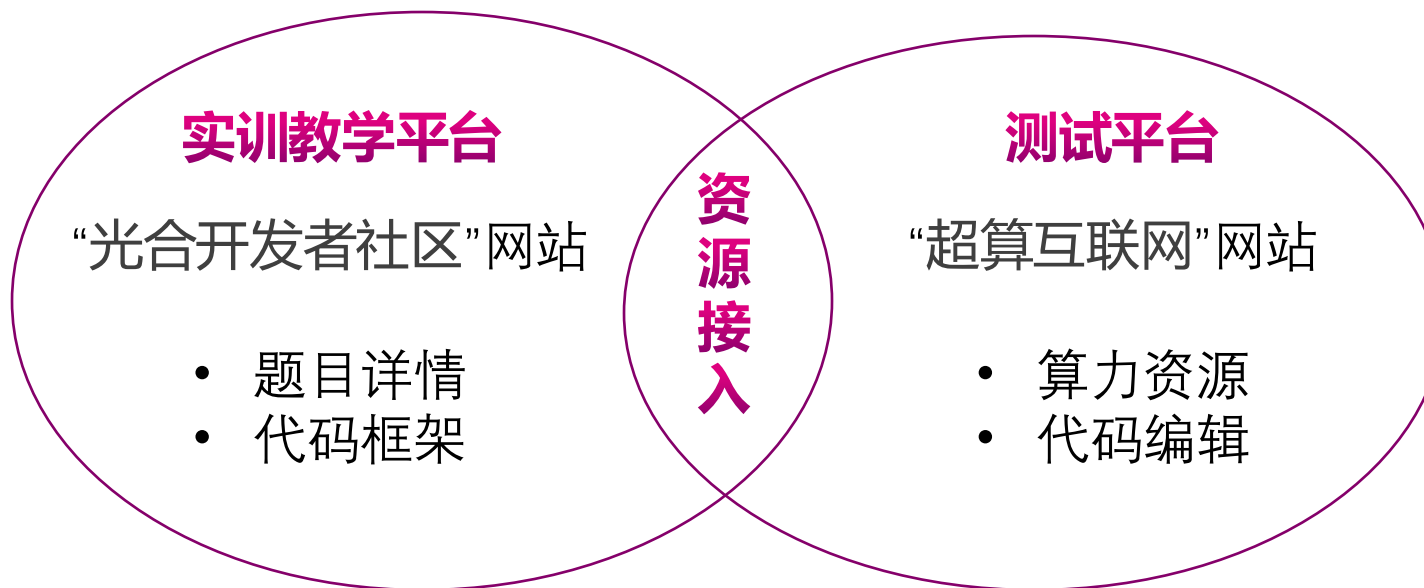 实训教学平台
“光合开发者社区”网站
• 题目详情
• 代码框架
资
源
接
入
测试平台
“超算互联网”网站
• 算力资源
• 代码编辑